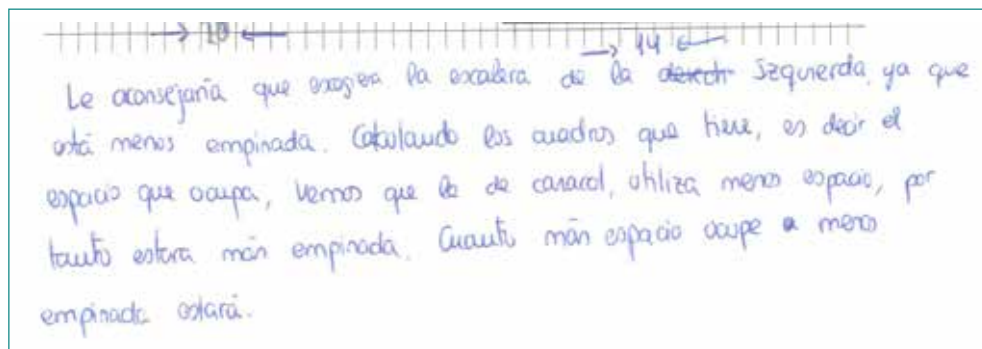 → 10 ←
→ 14 ←
Le aconsejaría que escogiera la escalera de la derech Izquierda, ya que
está menos empinada. Calculando los cuadros que tiene, es decir el
espacio que ocupa, vemos que la de caracol, utiliza menos espacio, por
tanto estara más empinada. Cuanto más espacio ocupe menos
empinada estará.